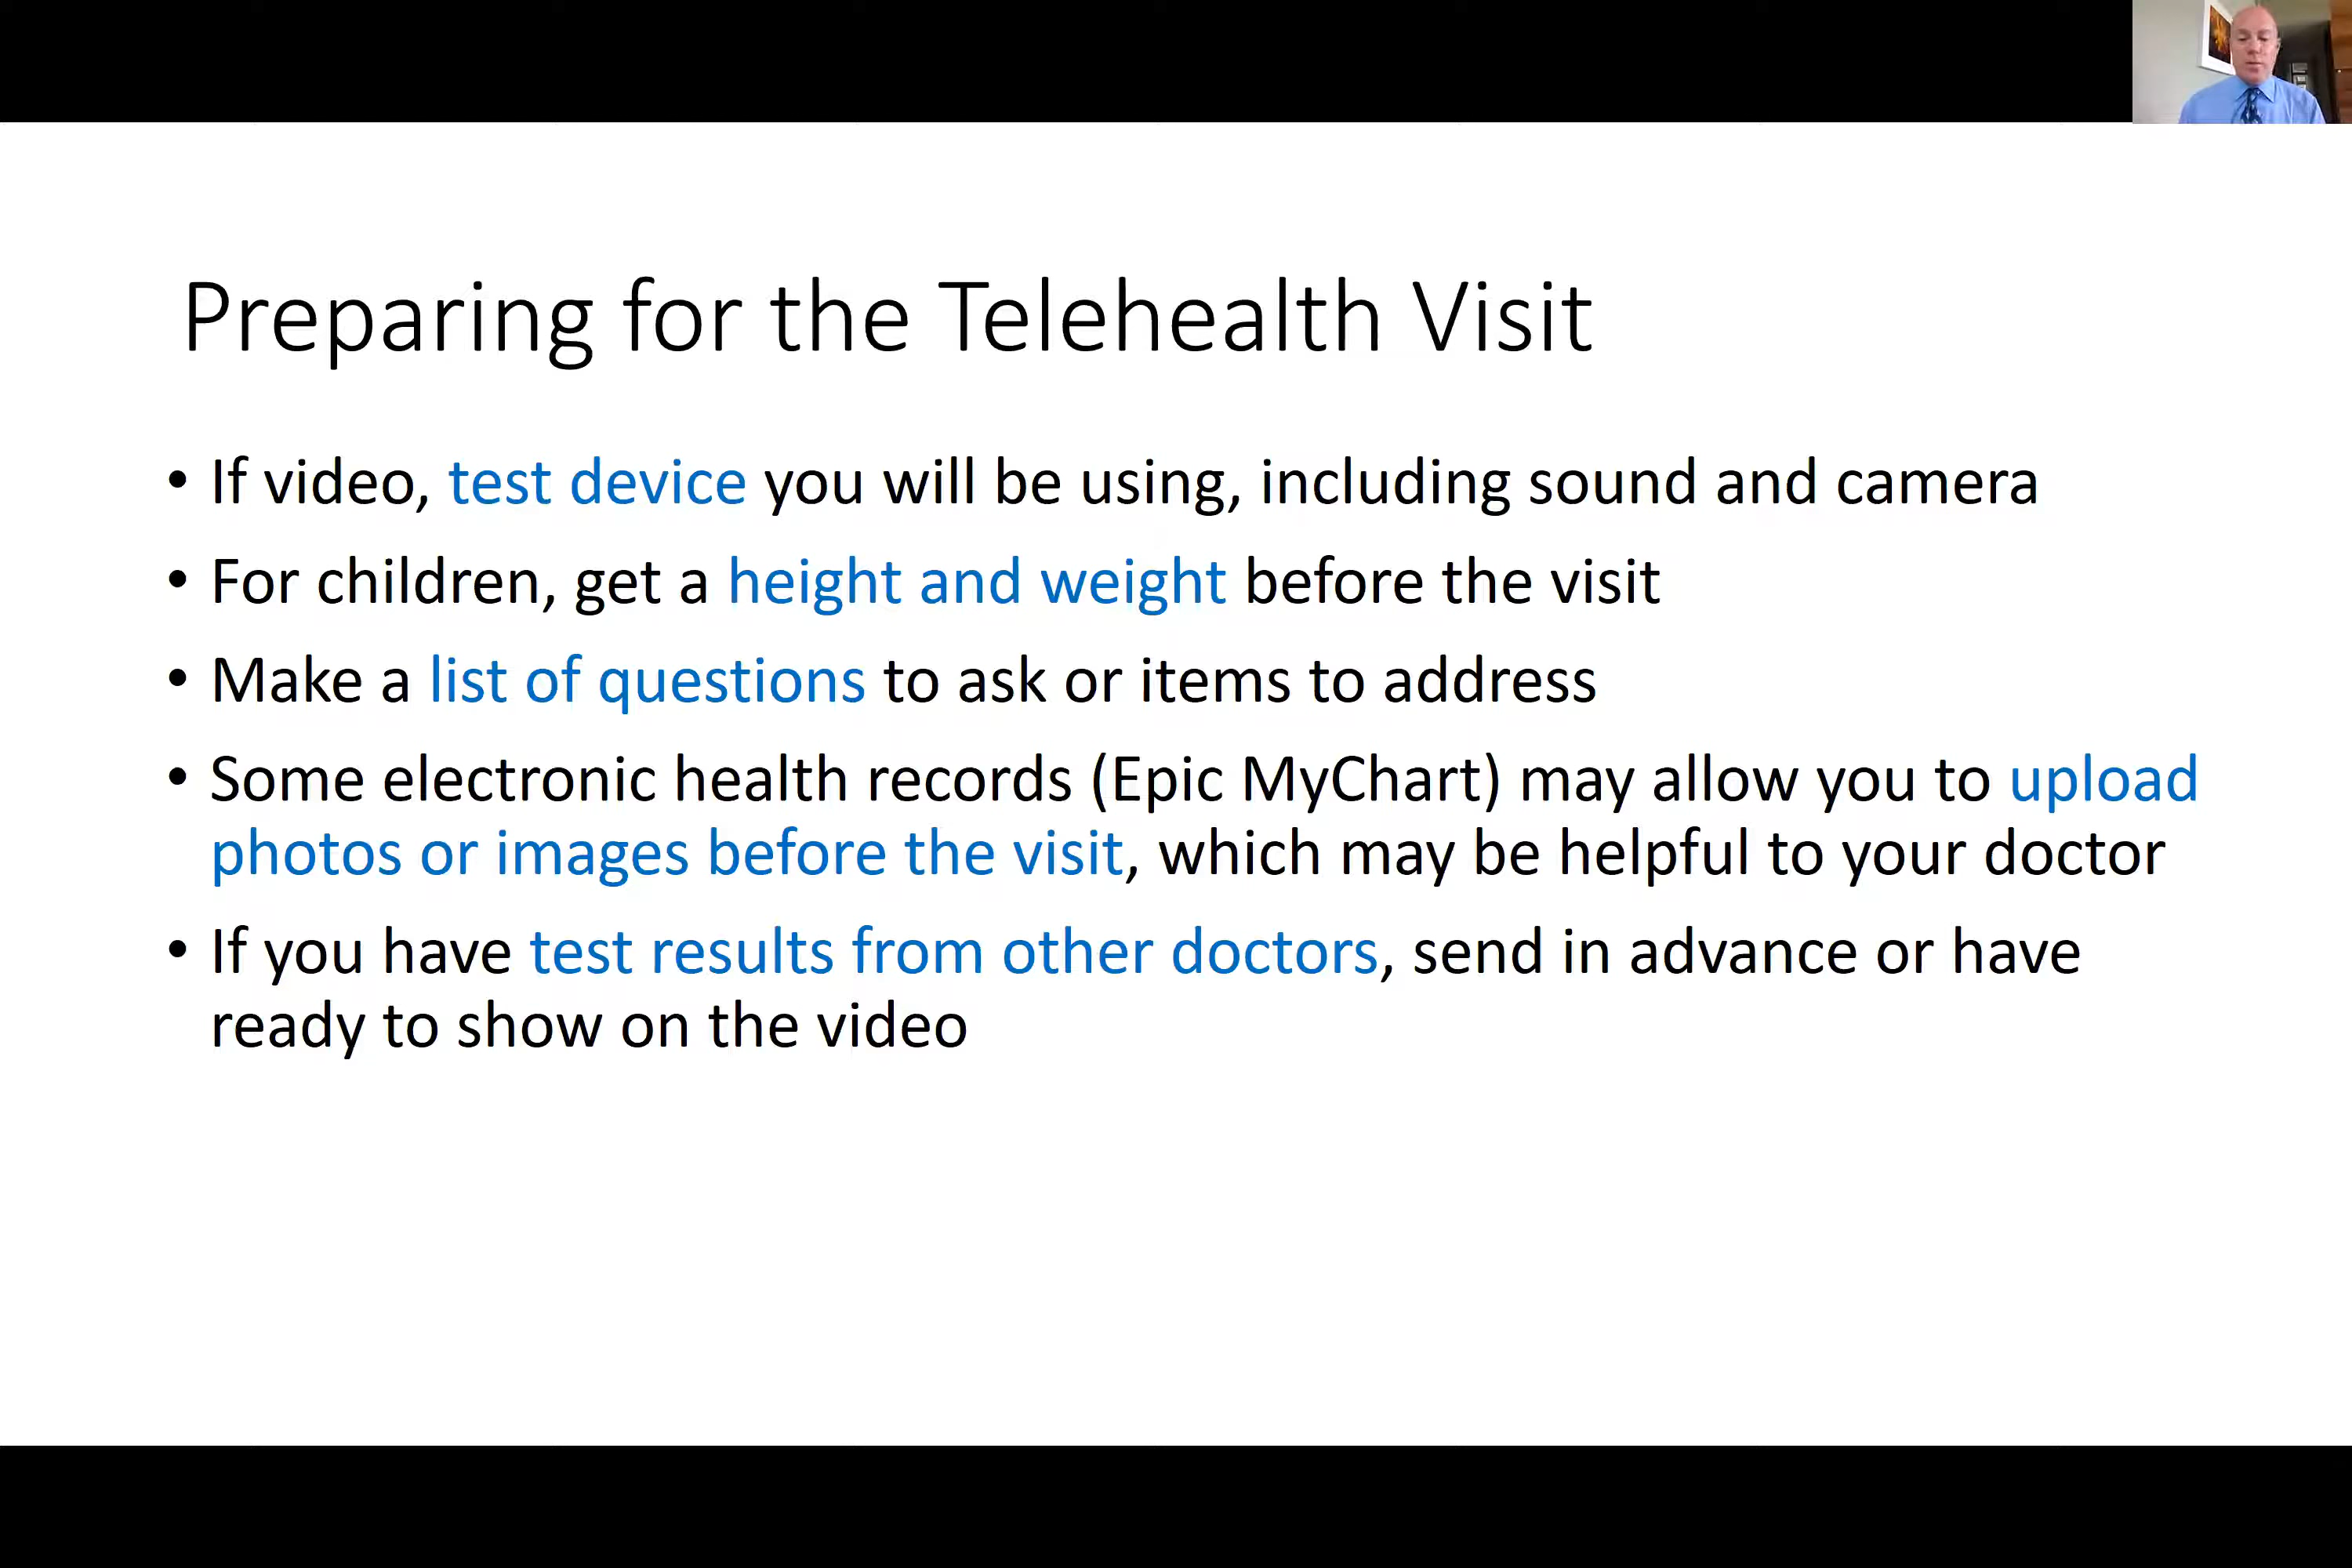 Preparing for the Telehealth Visit
• If video, test device you will be using, including sound and camera
• For children, get a height and weight before the visit
• Make a list of questions to ask or items to address
• Some electronic health records (Epic MyChart) may allow you to upload
photos or images before the visit, which may be helpful to your doctor
• If you have test results from other doctors, send in advance or have
ready to show on the video